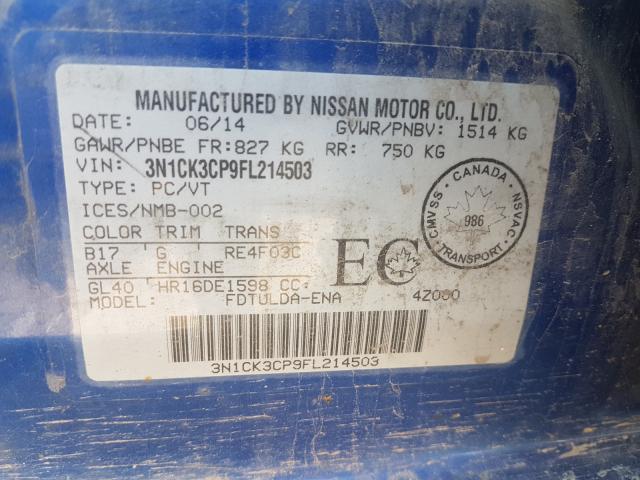 MANUFACTURED BY NISSAN MOTOR CO., LTD.
DATE: 06/14 GVWR/PNBV: 1514 KG
GAWR/PNBE FR:827 KG RR: 750 KG
VIN: 3N1CK3CP9FL214503
TYPE: PC/VT
ICES/NMB-002
COLOR TRIM TRANS
B17 G RE4F03C
AXLE ENGINE
GL40 HR16DE1598 CC
MODEL: FDTULDA-ENA 4Z000
EC
CMVSS CANADA NSVAC
986
TRANSPORT
3N1CK3CP9FL214503